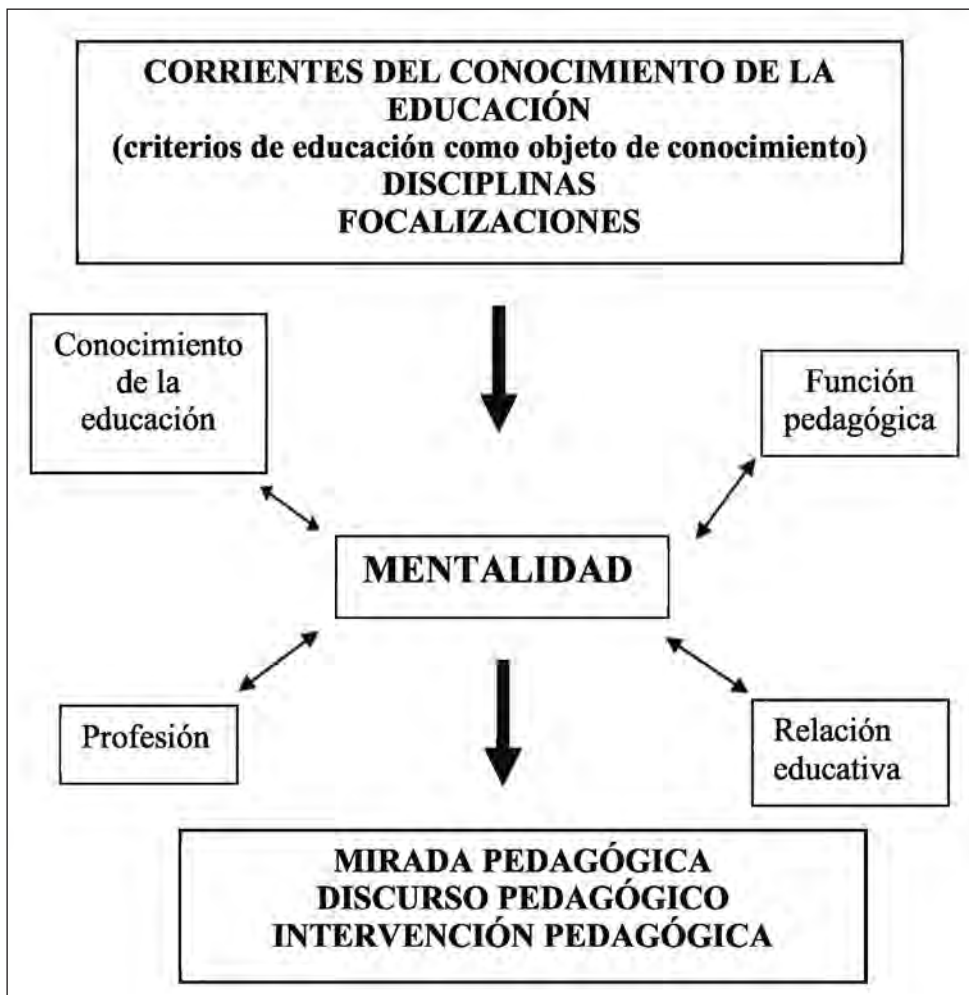 CORRIENTES DEL CONOCIMIENTO DE LA
EDUCACIÓN
(criterios de educación como objeto de conocimiento)
DISCIPLINAS
FOCALIZACIONES
Conocimiento
de la
educación
Función
pedagógica
MENTALIDAD
Profesión
Relación
educativa
MIRADA PEDAGÓGICA
DISCURSO PEDAGÓGICO
INTERVENCIÓN PEDAGÓGICA